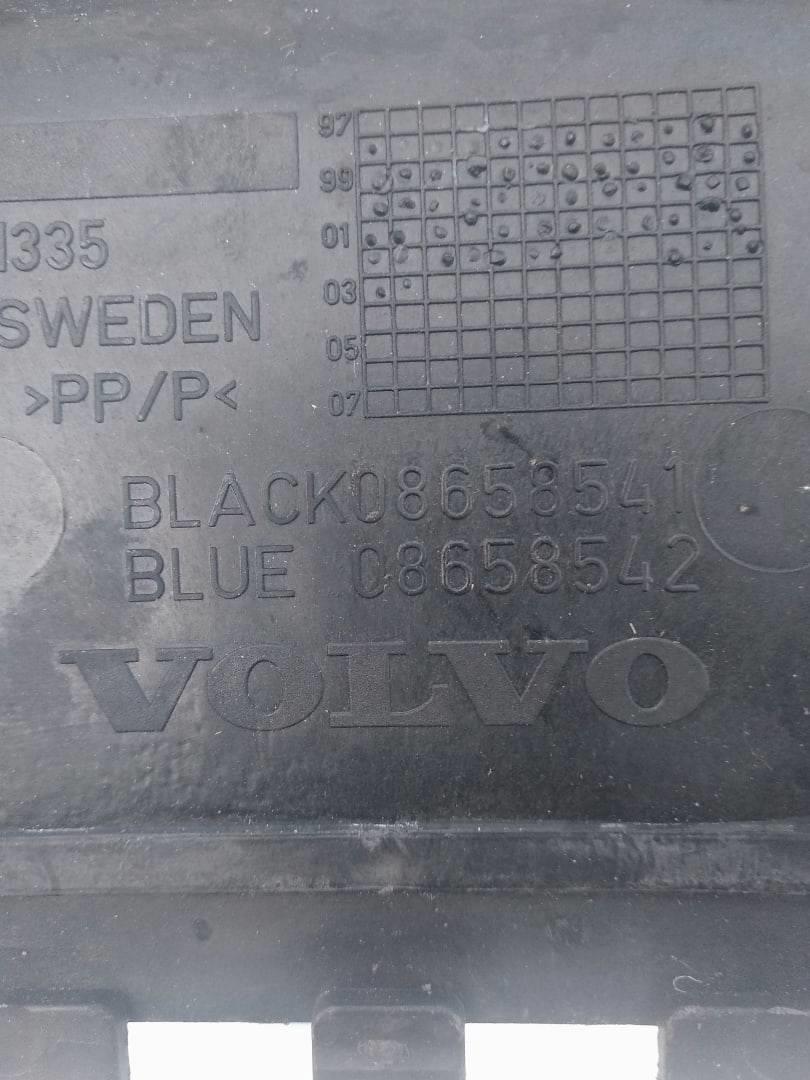 97
99
01
03
05
07
1335
SWEDEN
>PP/P<
BLACK08658541
BLUE 08658542
VOLVO